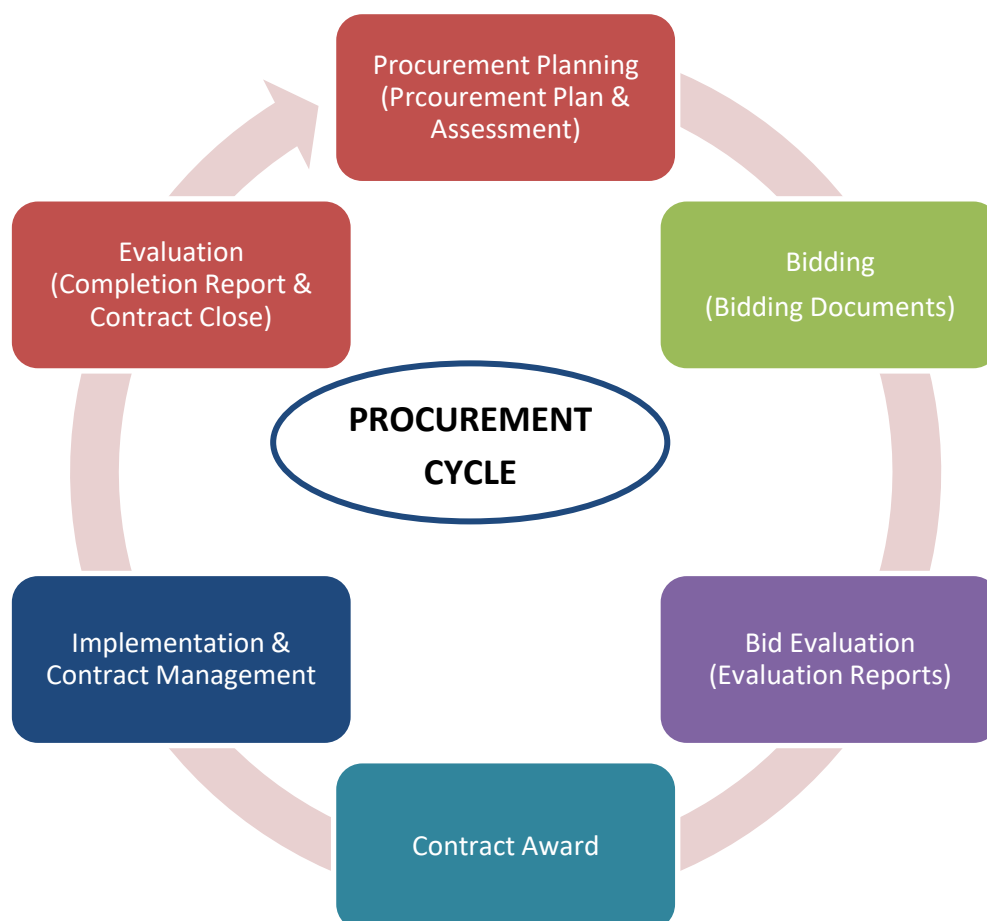 Procurement Planning
(Prcourement Plan &
Assessment)
Bidding
(Bidding Documents)
Bid Evaluation
(Evaluation Reports)
Contract Award
Implementation &
Contract Management
Evaluation
(Completion Report &
Contract Close)
PROCUREMENT
CYCLE